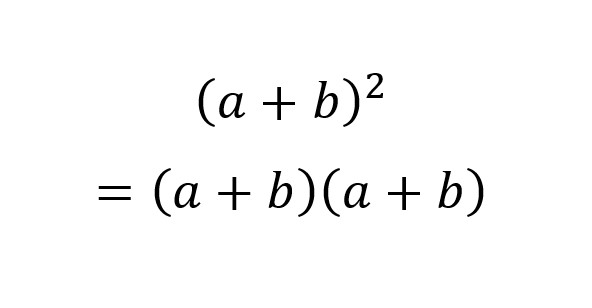 (a + b)²
= (a + b)(a + b)